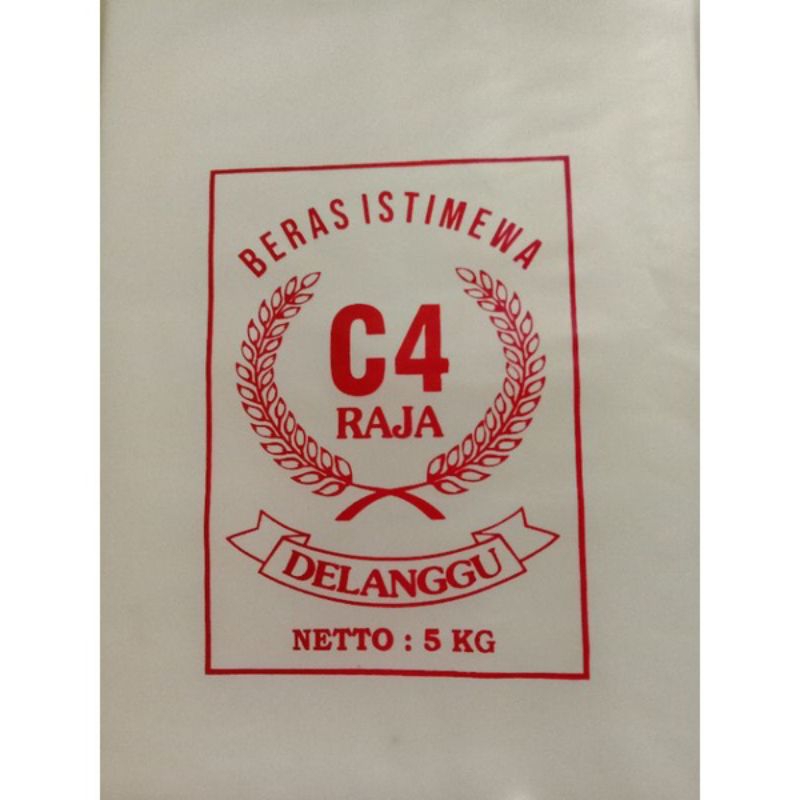 BERAS ISTIMEWA
C4
RAJA
DELANGGU
NETTO : 5 KG